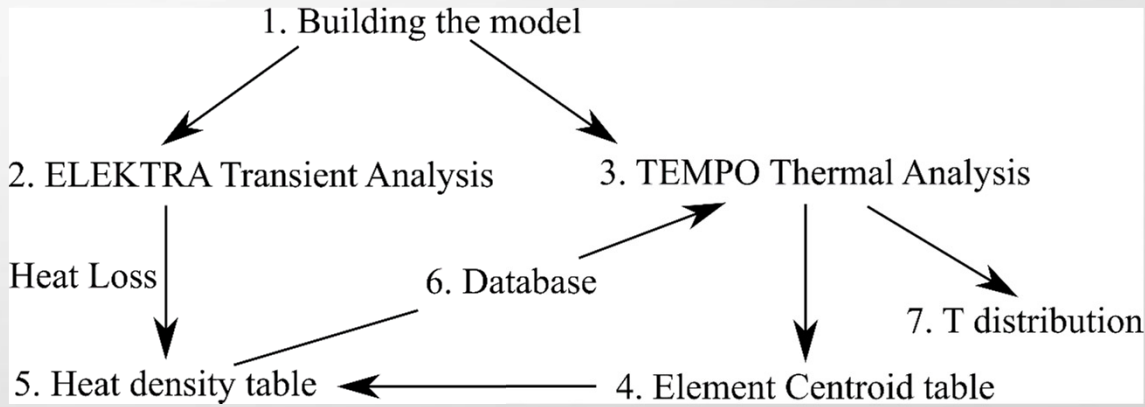 1. Building the model
2. ELEKTRA Transient Analysis
3. TEMPO Thermal Analysis
Heat Loss
6. Database
7. T distribution
5. Heat density table
4. Element Centroid table